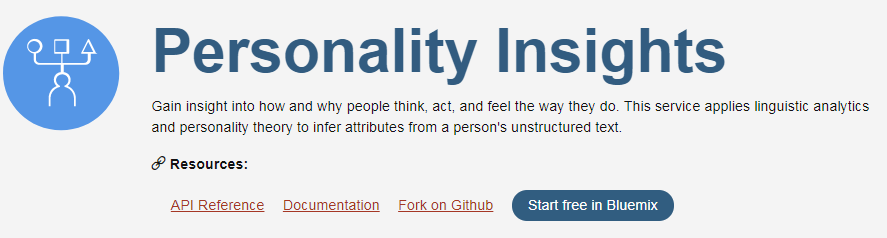 Personality Insights
Gain insight into how and why people think, act, and feel the way they do. This service applies linguistic analytics
and personality theory to infer attributes from a person's unstructured text.
Resources:
API Reference Documentation Fork on Github Start free in Bluemix